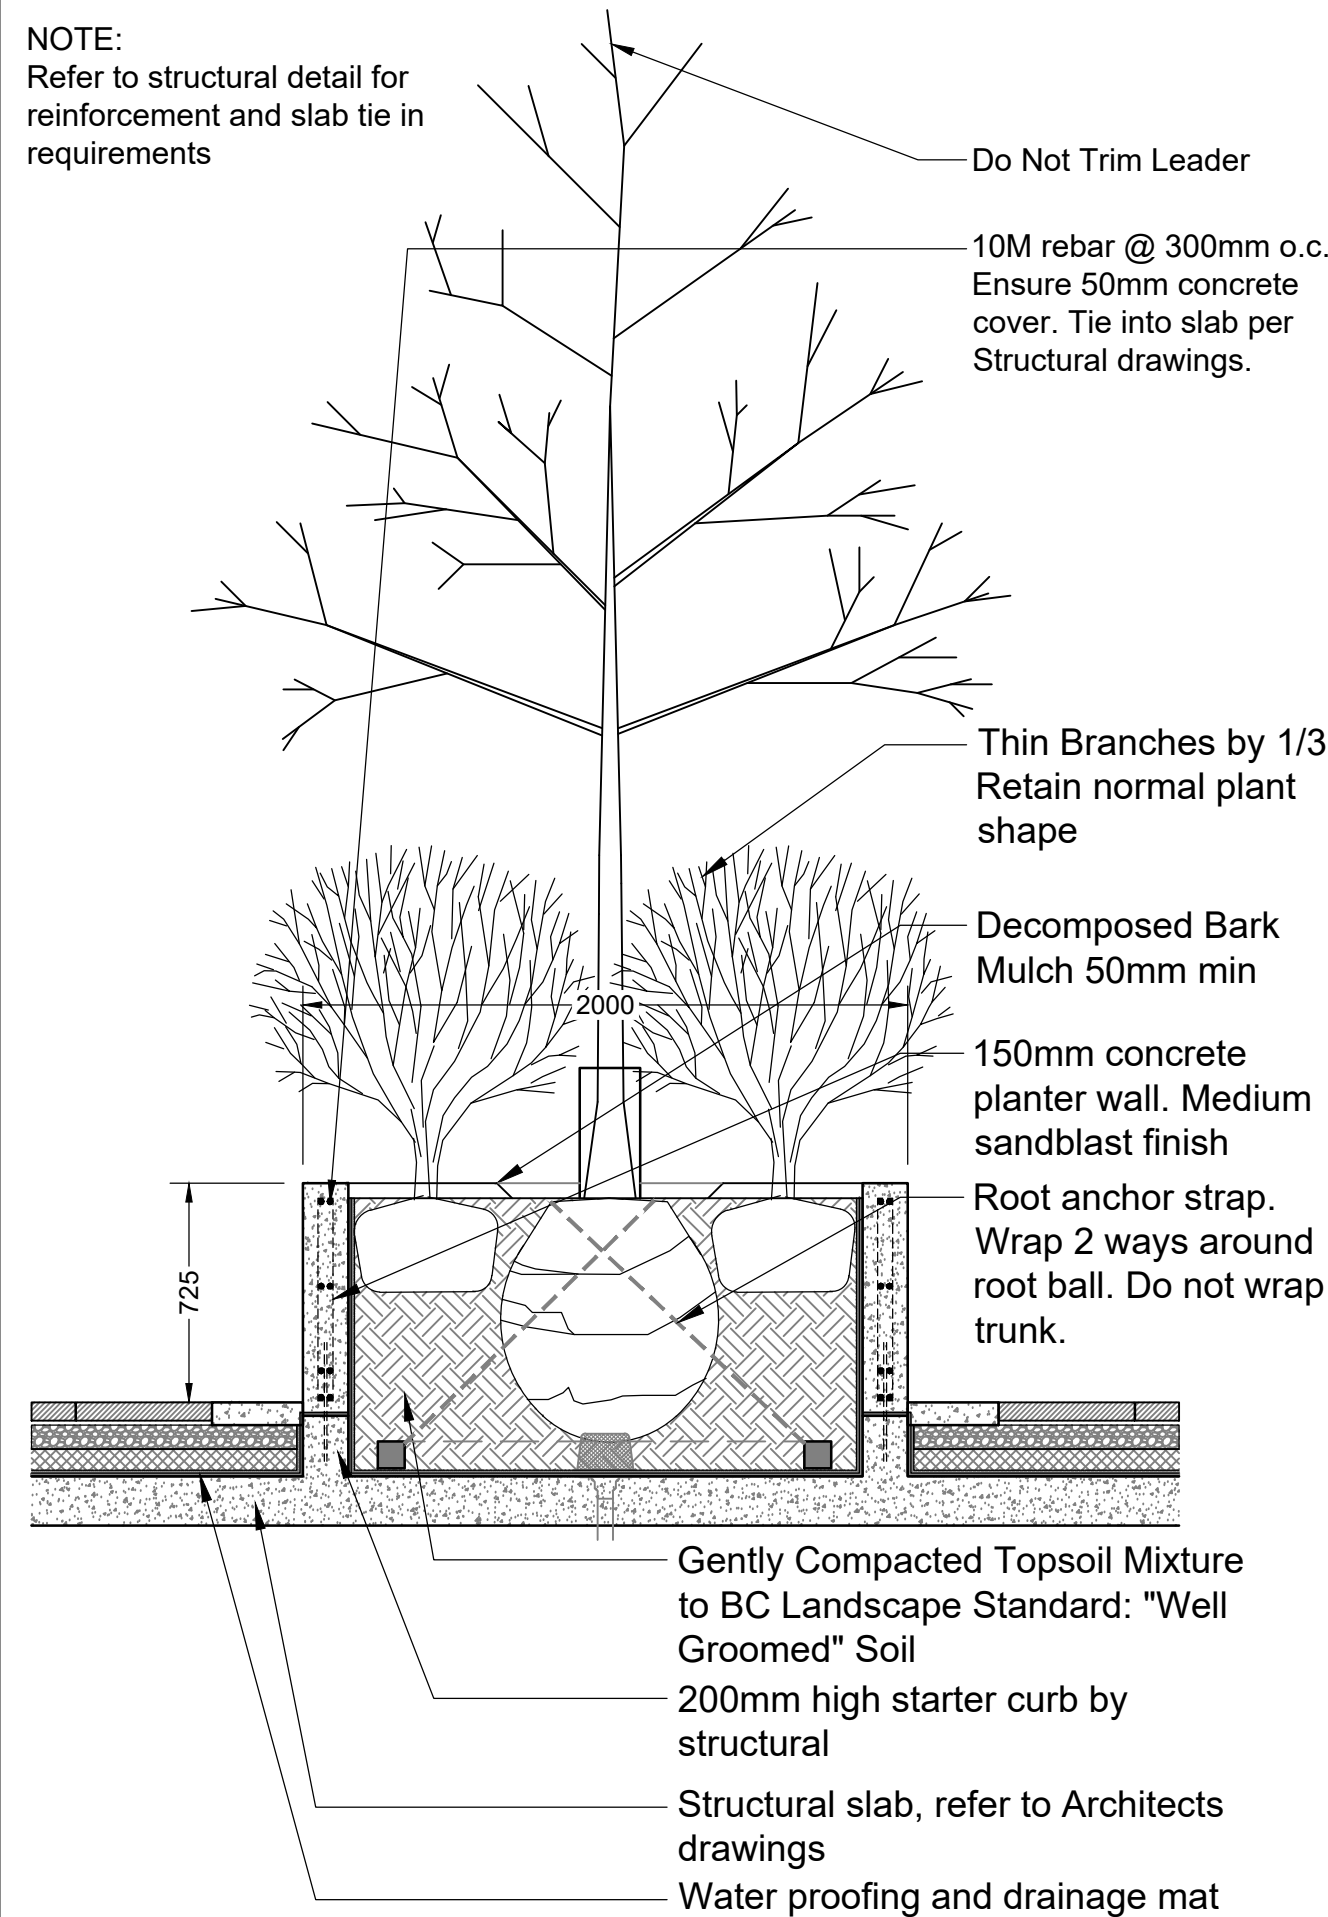 NOTE:
Refer to structural detail for
reinforcement and slab tie in
requirements
Do Not Trim Leader
10M rebar @ 300mm o.c.
Ensure 50mm concrete
cover. Tie into slab per
Structural drawings.
Thin Branches by 1/3
Retain normal plant
shape
Decomposed Bark
Mulch 50mm min
2000
150mm concrete
planter wall. Medium
sandblast finish
Root anchor strap.
Wrap 2 ways around
root ball. Do not wrap
trunk.
725
Gently Compacted Topsoil Mixture
to BC Landscape Standard: "Well
Groomed" Soil
200mm high starter curb by
structural
Structural slab, refer to Architects
drawings
Water proofing and drainage mat